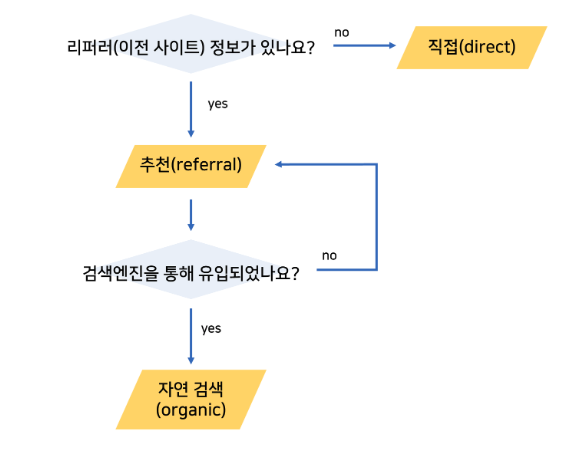 리퍼러(이전 사이트) 정보가 있나요?
no
직접(direct)
yes
추천(referral)
검색엔진을 통해 유입되었나요?
no
yes
자연 검색
(organic)